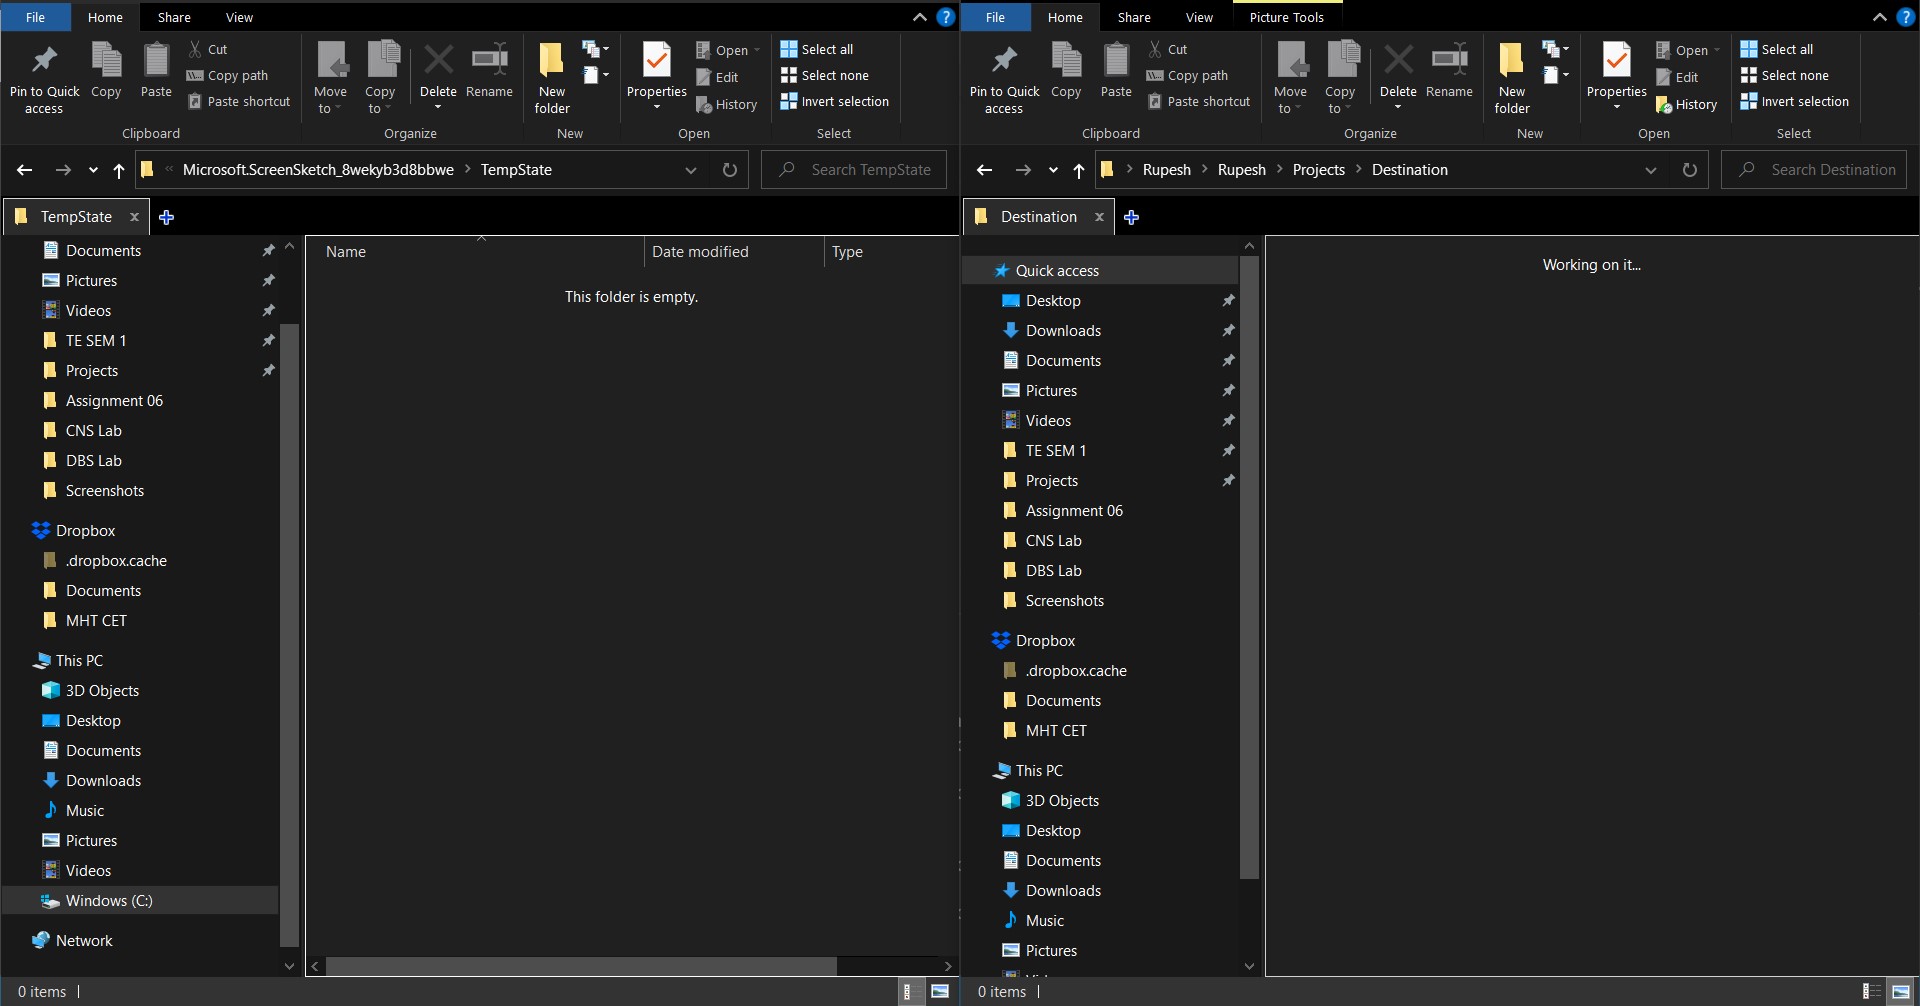 File Home Share View
Pin to Quick access
Copy
Paste
Cut
Copy path
Paste shortcut
Clipboard
Move to
Copy to
Delete
Rename
Organize
New folder
New
Properties
Open
Edit
History
Open
Select all
Select none
Invert selection
Select
« Microsoft.ScreenSketch_8wekyb3d8bbwe > TempState
Search TempState
TempState x
Documents
Pictures
Videos
TE SEM 1
Projects
Assignment 06
CNS Lab
DBS Lab
Screenshots
Dropbox
.dropbox.cache
Documents
MHT CET
This PC
3D Objects
Desktop
Documents
Downloads
Music
Pictures
Videos
Windows (C:)
Network
Name Date modified Type
This folder is empty.
0 items
File Home Share View Picture Tools
Pin to Quick access
Copy
Paste
Cut
Copy path
Paste shortcut
Clipboard
Move to
Copy to
Delete
Rename
Organize
New folder
New
Properties
Open
Edit
History
Open
Select all
Select none
Invert selection
Select
> Rupesh > Rupesh > Projects > Destination
Search Destination
Destination x
Quick access
Desktop
Downloads
Documents
Pictures
Videos
TE SEM 1
Projects
Assignment 06
CNS Lab
DBS Lab
Screenshots
Dropbox
.dropbox.cache
Documents
MHT CET
This PC
3D Objects
Desktop
Documents
Downloads
Music
Pictures
Working on it...
0 items